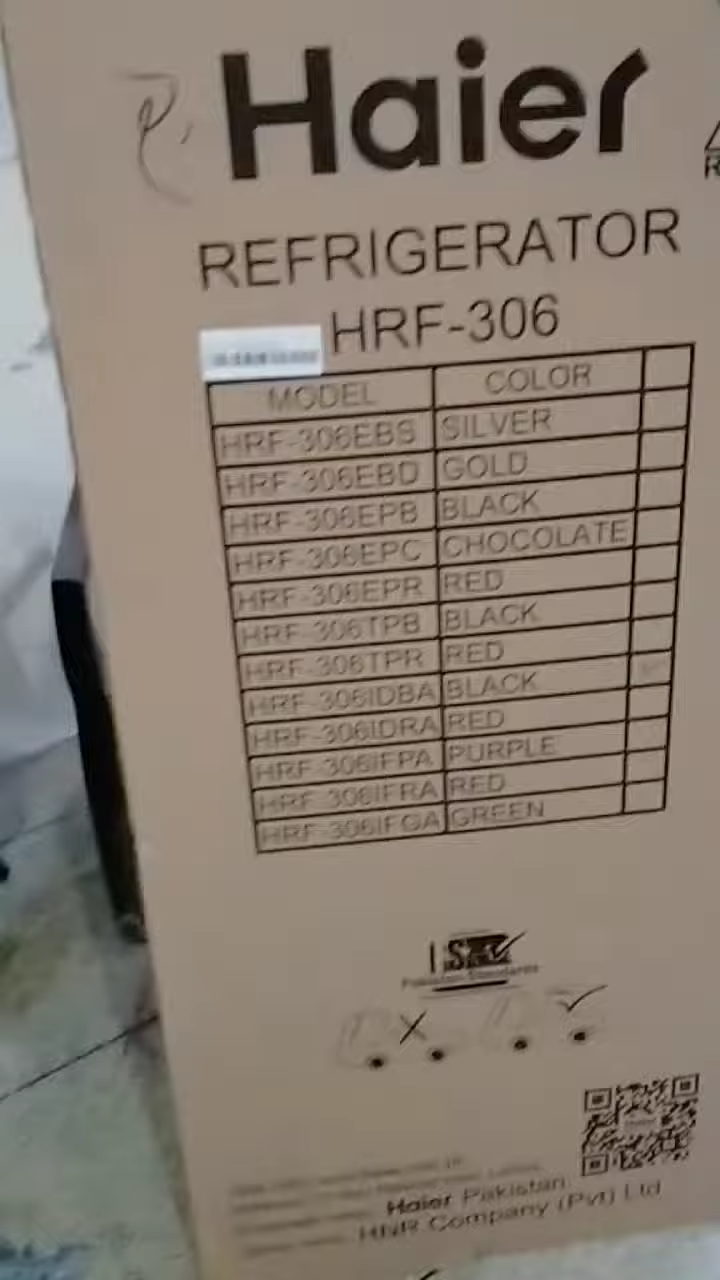 Haier
REFRIGERATOR
HRF-306
MODEL COLOR
HRF-306EBS SILVER
HRF-306EBD GOLD
HRF-306EPB BLACK
HRF-306EPC CHOCOLATE
HRF-306EPR RED
HRF-306TPB BLACK
HRF-306TPR RED
HRF-306IDBA BLACK
HRF-306IDRA RED
HRF-306IFPA PURPLE
HRF-306IFRA RED
HRF-306IFGA GREEN
Pakistan Standards
Haier Pakistan
HNR Company (Pvt) Ltd